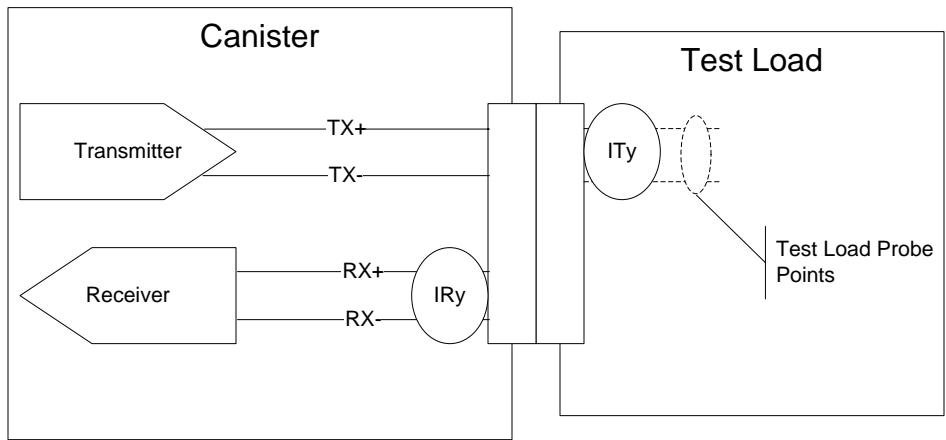 Canister
Test Load
Transmitter
TX+
TX-
ITy
Test Load Probe
Points
Receiver
RX+
RX-
IRy